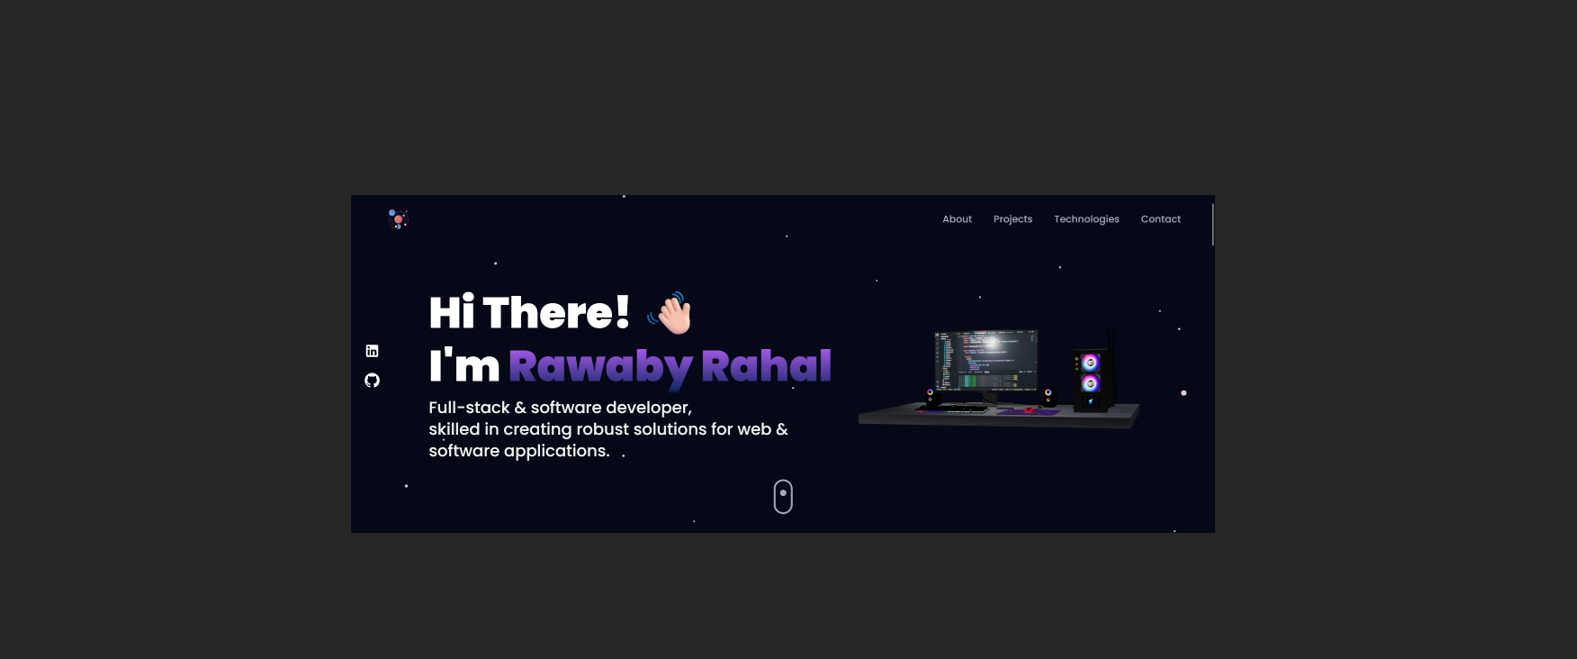 About Projects Technologies Contact
Hi There!
I'm Rawaby Rahal
Full-stack & software developer,
skilled in creating robust solutions for web &
software applications.
in